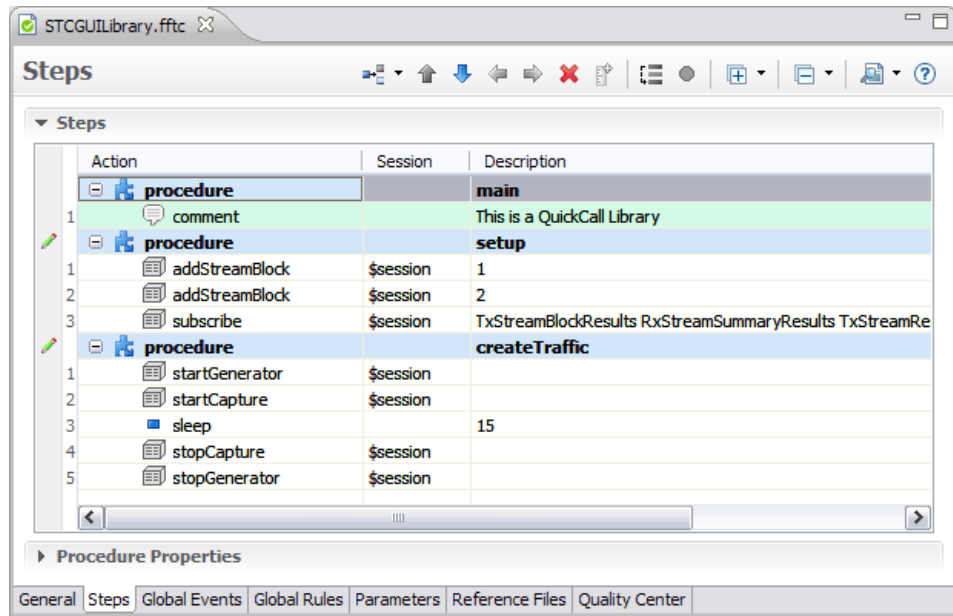 STCGUILibrary.fftc
Steps
Steps
Action Session Description
procedure main
1 comment This is a QuickCall Library
procedure setup
1 addStreamBlock $session 1
2 addStreamBlock $session 2
3 subscribe $session TxStreamBlockResults RxStreamSummaryResults TxStreamRe
procedure createTraffic
1 startGenerator $session
2 startCapture $session
3 sleep 15
4 stopCapture $session
5 stopGenerator $session
Procedure Properties
General Steps Global Events Global Rules Parameters Reference Files Quality Center